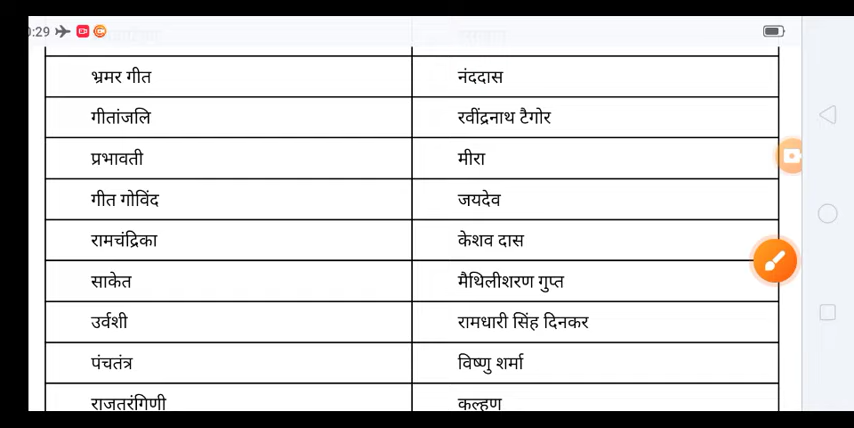 :29
भ्रमर गीत नंददास
गीतांजलि रवींद्रनाथ टैगोर
प्रभावती मीरा
गीत गोविंद जयदेव
रामचंद्रिका केशव दास
साकेत मैथिलीशरण गुप्त
उर्वशी रामधारी सिंह दिनकर
पंचतंत्र विष्णु शर्मा
राजतरंगिणी कल्हण